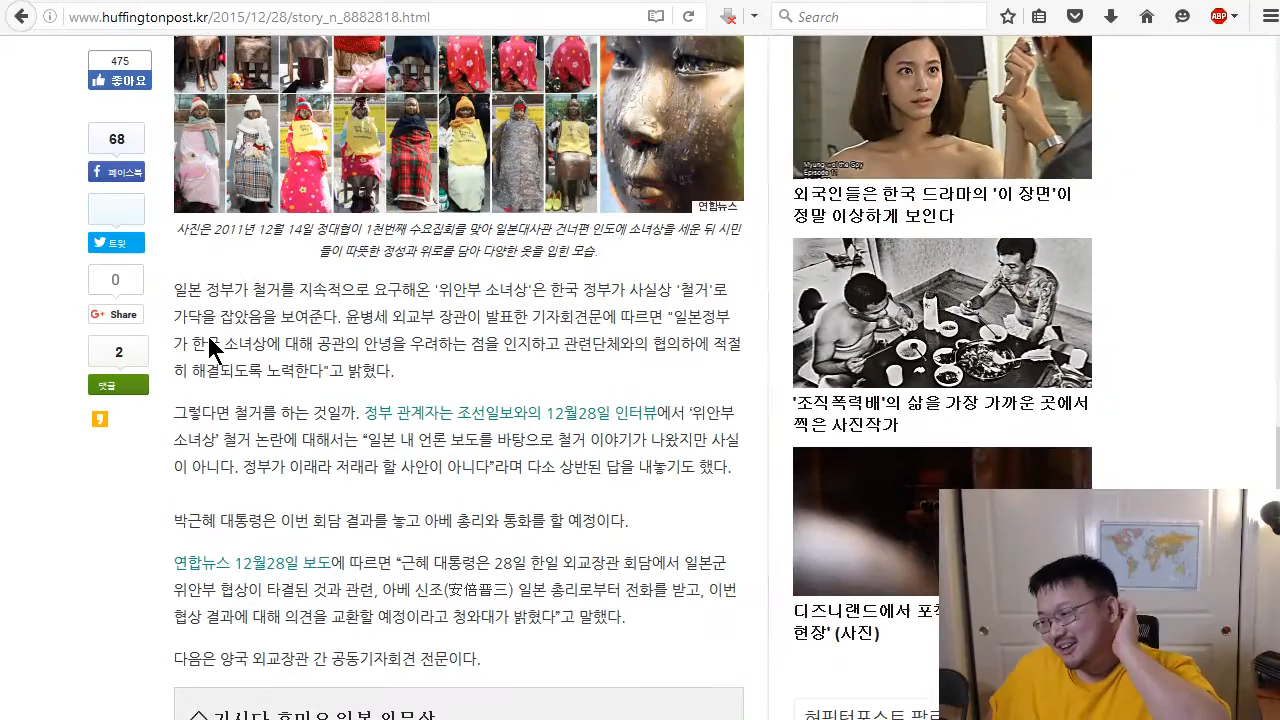 www.huffingtonpost.kr/2015/12/28/story_n_8882818.html
Search
ABP
475
좋아요
68
페이스북
트윗
0
G+ Share
2
댓글
연합뉴스
사진은 2011년 12월 14일 정대협이 1천번째 수요집회를 맞아 일본대사관 건너편 인도에 소녀상을 세운 뒤 시민
들이 따뜻한 정성과 위로를 담아 다양한 옷을 입힌 모습.
일본 정부가 철거를 지속적으로 요구해온 '위안부 소녀상'은 한국 정부가 사실상 '철거'로
가닥을 잡았음을 보여준다. 윤병세 외교부 장관이 발표한 기자회견문에 따르면 "일본정부
가 소녀상에 대해 공관의 안녕을 우려하는 점을 인지하고 관련단체와의 협의하에 적절
히 해결되도록 노력한다"고 밝혔다.
그렇다면 철거를 하는 것일까. 정부 관계자는 조선일보와의 12월28일 인터뷰에서 ‘위안부
소녀상’ 철거 논란에 대해서는 “일본 내 언론 보도를 바탕으로 철거 이야기가 나왔지만 사실
이 아니다. 정부가 이래라 저래라 할 사안이 아니다”라며 다소 상반된 답을 내놓기도 했다.
박근혜 대통령은 이번 회담 결과를 놓고 아베 총리와 통화를 할 예정이다.
연합뉴스 12월28일 보도에 따르면 “근혜 대통령은 28일 한일 외교장관 회담에서 일본군
위안부 협상이 타결된 것과 관련, 아베 신조(安倍晋三) 일본 총리로부터 전화를 받고, 이번
협상 결과에 대해 의견을 교환할 예정이라고 청와대가 밝혔다”고 말했다.
다음은 양국 외교장관 간 공동기자회견 전문이다.
Myung wol the Spy
Episode 11
외국인들은 한국 드라마의 '이 장면'이
정말 이상하게 보인다
'조직폭력배'의 삶을 가장 가까운 곳에서
찍은 사진작가
디즈니랜드에서
현장' (사진)